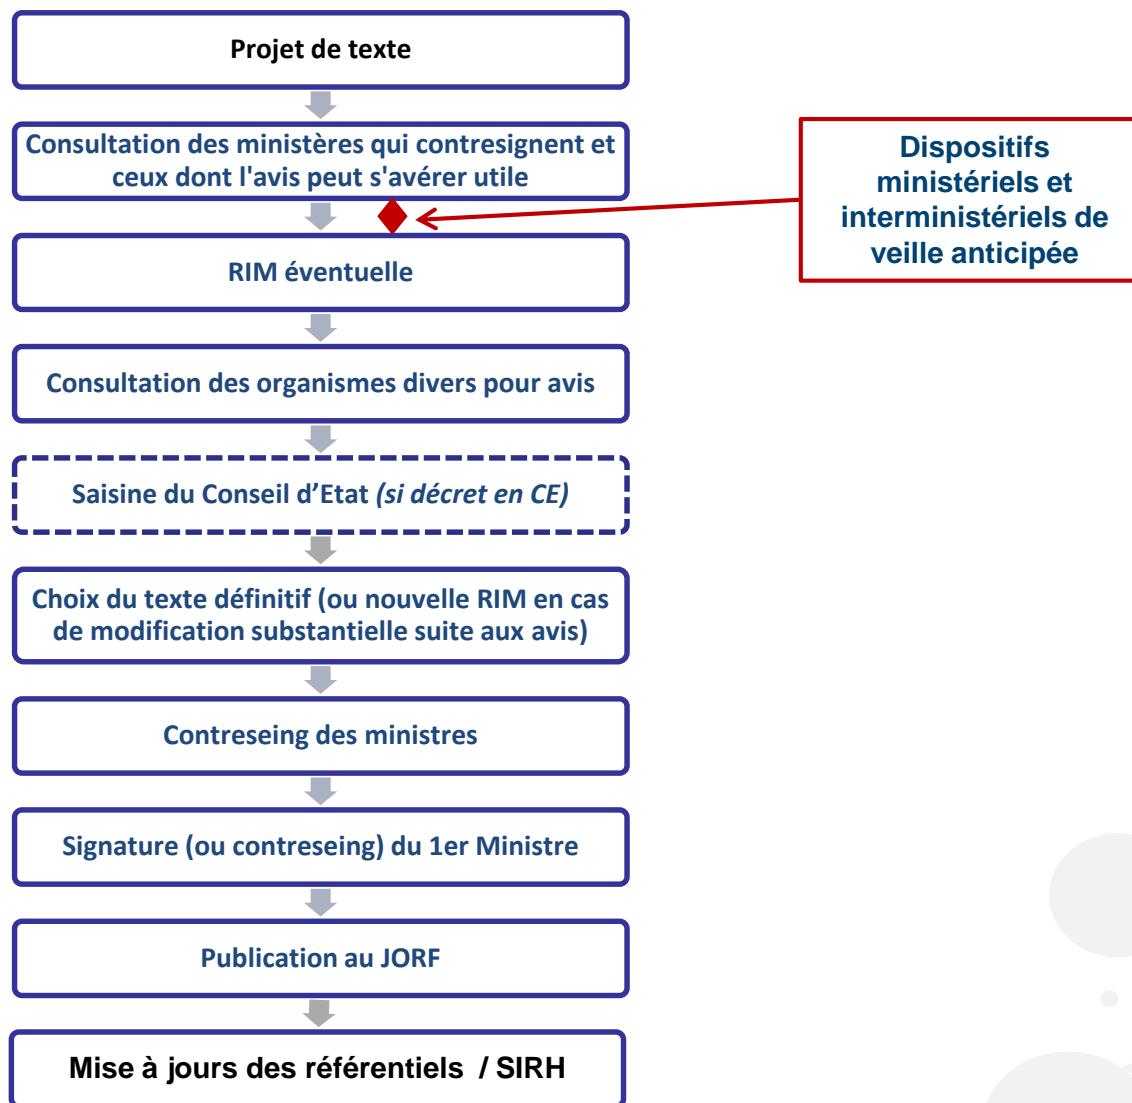 Projet de texte
Consultation des ministères qui contresignent et
ceux dont l'avis peut s'avérer utile
Dispositifs
ministériels et
interministériels de
veille anticipée
RIM éventuelle
Consultation des organismes divers pour avis
Saisine du Conseil d’Etat (si décret en CE)
Choix du texte définitif (ou nouvelle RIM en cas
de modification substantielle suite aux avis)
Contreseing des ministres
Signature (ou contreseing) du 1er Ministre
Publication au JORF
Mise à jours des référentiels / SIRH